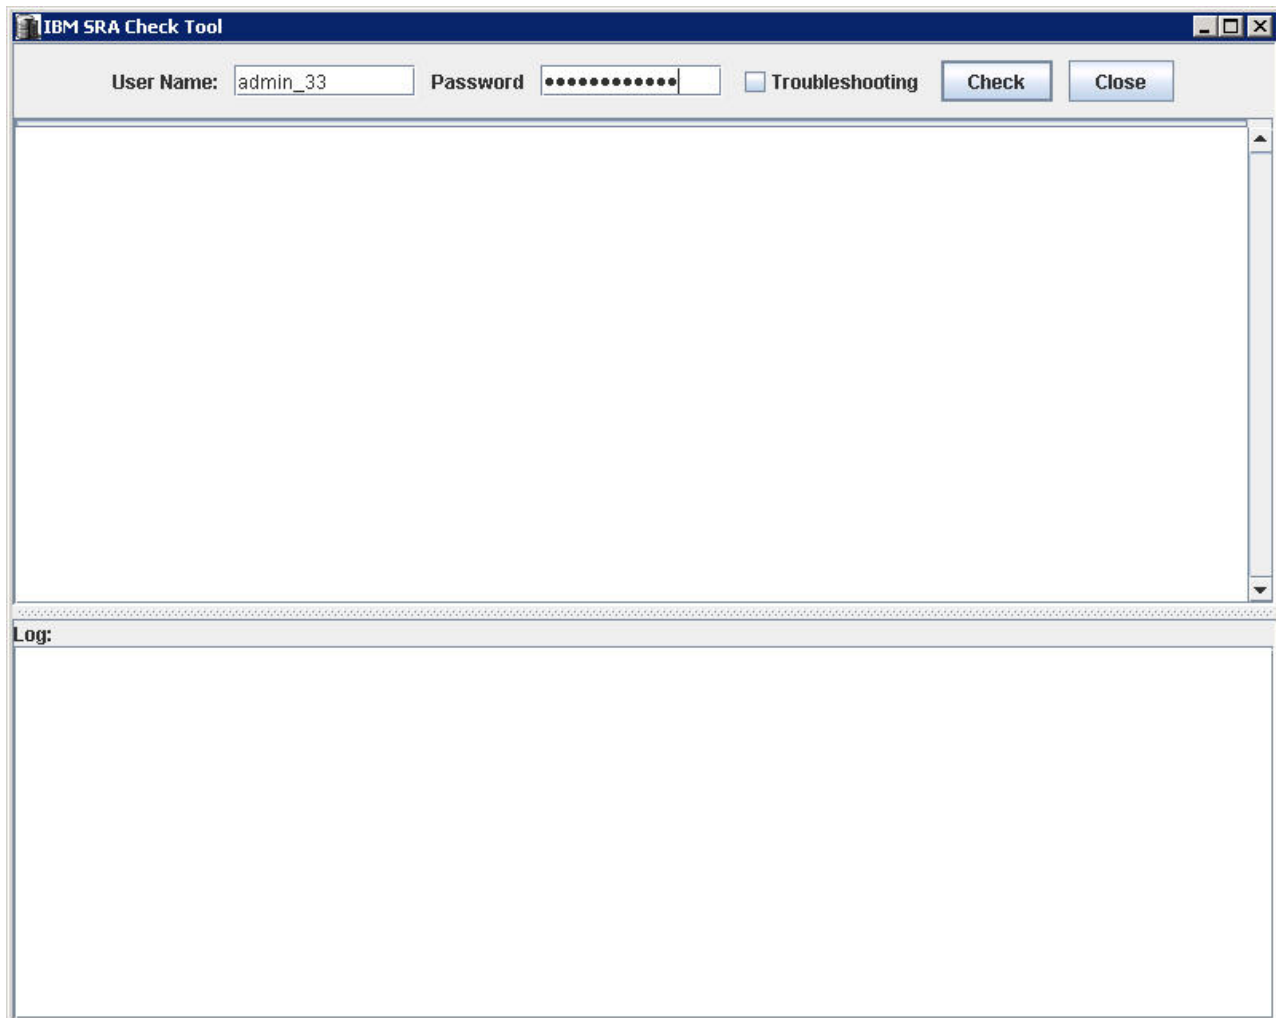 IBM SRA Check Tool
User Name: admin_33 Password •••••••••••• Troubleshooting Check Close
Log: